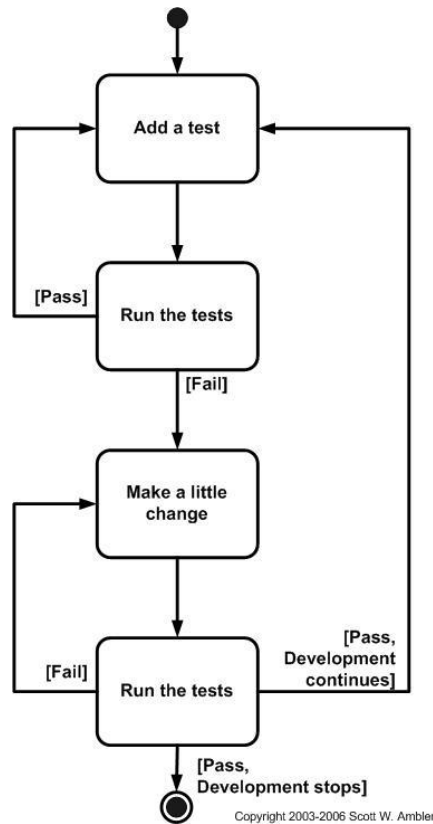 Add a test
[Pass]
Run the tests
[Fail]
Make a little
change
[Fail]
Run the tests
[Pass,
Development
continues]
[Pass,
Development stops]
Copyright 2003-2006 Scott W. Ambler